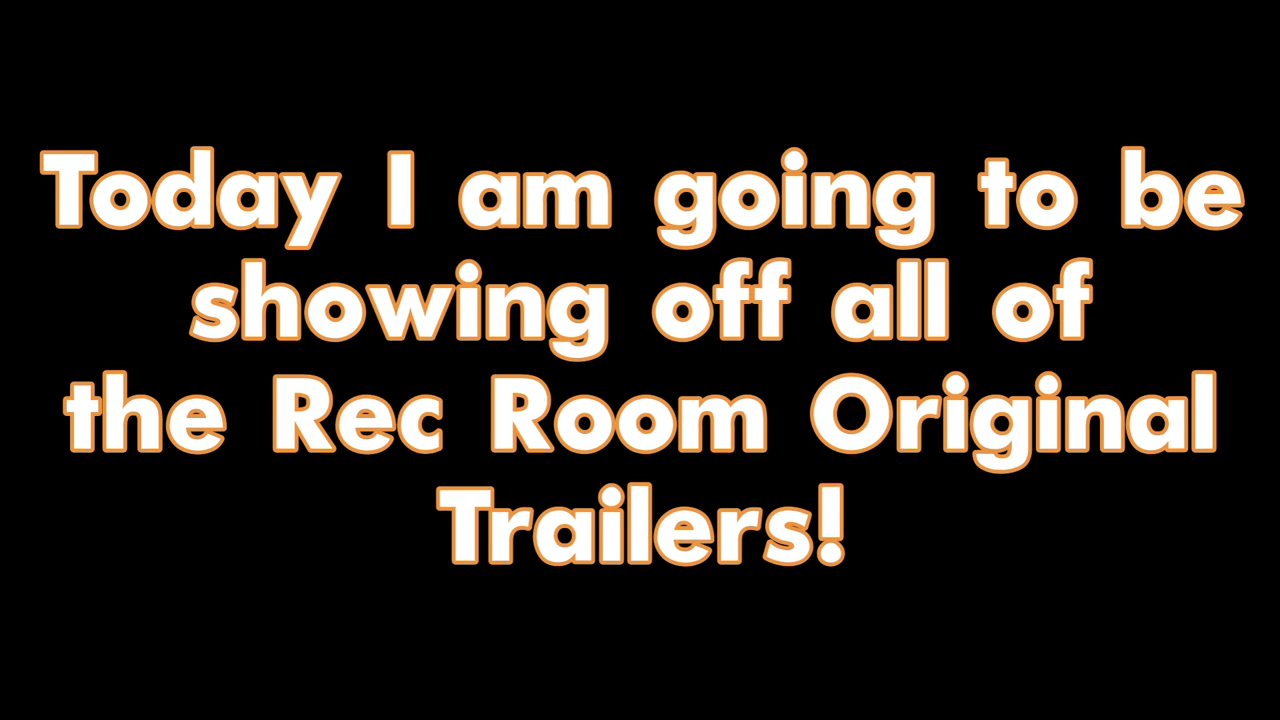 Today I am going to be
showing off all of
the Rec Room Original
Trailers!